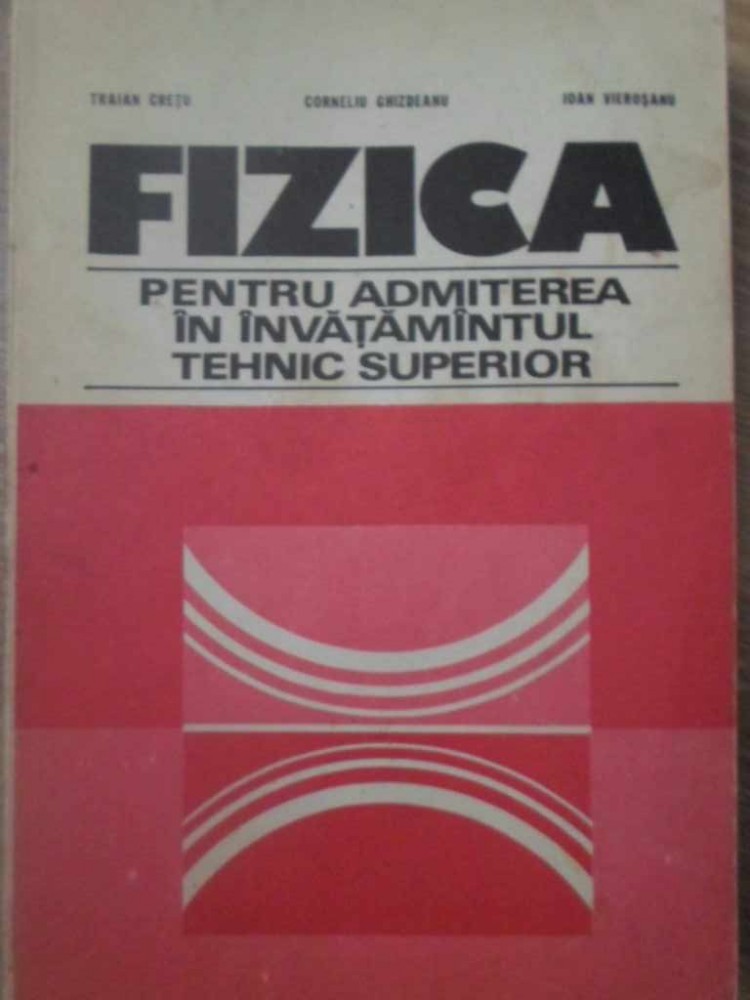 TRAIAN CREȚU CORNELIU GHIZDEANU IOAN VIEROȘANU
FIZICA
PENTRU ADMITEREA
ÎN ÎNVĂȚĂMÎNTUL
TEHNIC SUPERIOR